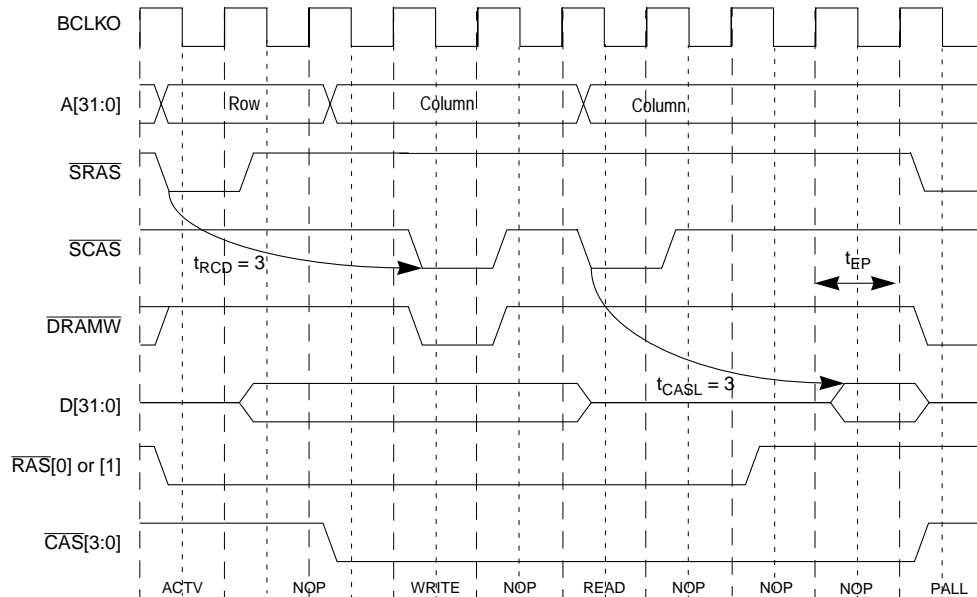 BCLKO
A[31:0]
Row
Column
Column
SRAS
SCAS
tRCD = 3
tEP
DRAMW
tCASL = 3
D[31:0]
RAS[0] or [1]
CAS[3:0]
ACTV NOP WRITE NOP READ NOP NOP NOP PALL